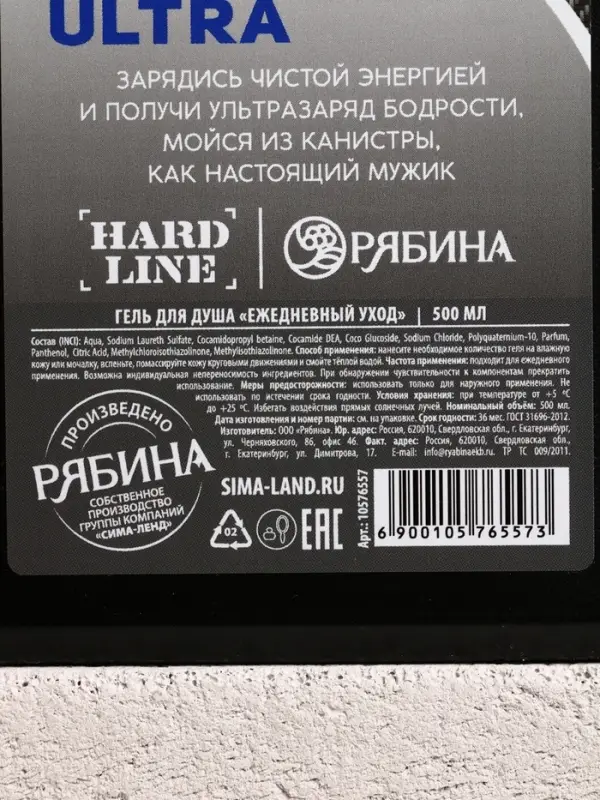 ULTRA
ЗАРЯДИСЬ ЧИСТОЙ ЭНЕРГИЕЙ
И ПОЛУЧИ УЛЬТРАЗАРЯД БОДРОСТИ,
МОЙСЯ ИЗ КАНИСТРЫ,
КАК НАСТОЯЩИЙ МУЖИК
HARD
LINE
РЯБИНА
ГЕЛЬ ДЛЯ ДУША «ЕЖЕДНЕВНЫЙ УХОД» | 500 МЛ
Состав (INCI): Aqua, Sodium Laureth Sulfate, Cocamidopropyl betaine, Cocamide DEA, Coco Glucoside, Sodium Chloride, Polyquaternium-10, Parfum,
Panthenol, Citric Acid, Methylchloroisothiazolinone, Methylisothiazolinone. Способ применения: нанесите необходимое количество геля на влажную
кожу или мочалку, вспеньте, помассируйте кожу круговыми движениями и смойте тёплой водой. Частота применения: подходит для ежедневного
применения. Возможна индивидуальная непереносимость ингредиентов. При обнаружении чувствительности к компонентам прекратить
использование. Меры предосторожности: использовать только для наружного применения. Не
использовать по истечении срока годности. Условия хранения: при температуре от +5 °C
до +25 °C. Избегать воздействия прямых солнечных лучей. Номинальный объём: 500 мл.
Дата изготовления и номер партии: см. на упаковке. Срок годности: 36 мес. ГОСТ 31696-2012.
Изготовитель: ООО «Рябина». Юр. адрес: Россия, 620010, Свердловская обл., г. Екатеринбург,
ул. Черняховского, 86, офис 46. Факт. адрес: Россия, 620010, Свердловская обл.,
г. Екатеринбург, ул. Димитрова, 17. E-mail: info@ryabinaekb.ru ТР ТС 009/2011.
ПРОИЗВЕДЕНО
РЯБИНА
СОБСТВЕННОЕ
ПРОИЗВОДСТВО
ГРУППЫ КОМПАНИЙ
«СИМА-ЛЕНД»
SIMA-LAND.RU
02
EAC
Арт.: 10576557
6 900105 765573